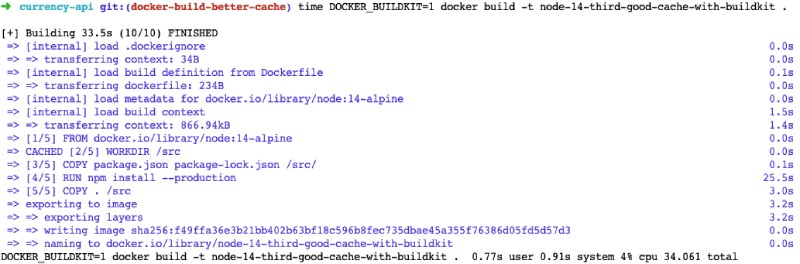 ➜ currency-api git:(docker-build-better-cache) time DOCKER_BUILDKIT=1 docker build -t node-14-third-good-cache-with-buildkit .
[+] Building 33.5s (10/10) FINISHED
=> [internal] load .dockerignore 0.0s
=> => transferring context: 34B 0.0s
=> [internal] load build definition from Dockerfile 0.1s
=> => transferring dockerfile: 234B 0.0s
=> [internal] load metadata for docker.io/library/node:14-alpine 0.0s
=> [internal] load build context 1.5s
=> => transferring context: 866.94kB 1.4s
=> [1/5] FROM docker.io/library/node:14-alpine 0.0s
=> CACHED [2/5] WORKDIR /src 0.0s
=> [3/5] COPY package.json package-lock.json /src/ 0.1s
=> [4/5] RUN npm install --production 25.5s
=> [5/5] COPY . /src 3.0s
=> exporting to image 3.2s
=> => exporting layers 3.2s
=> => writing image sha256:f49ffa36e3b21bb402b63bf18c596b8fec735dbae45a355f76386d05fd5d57d3 0.0s
=> => naming to docker.io/library/node-14-third-good-cache-with-buildkit 0.0s
DOCKER_BUILDKIT=1 docker build -t node-14-third-good-cache-with-buildkit . 0.77s user 0.91s system 4% cpu 34.061 total